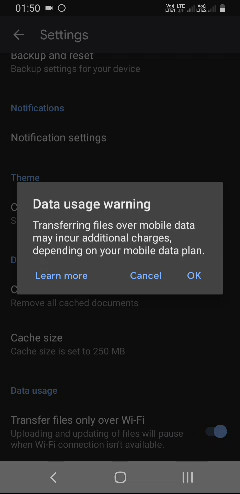 01:50
Settings
Backup and reset
Backup settings for your device
Notifications
Notification settings
Theme
Data usage warning
Transferring files over mobile data
may incur additional charges,
depending on your mobile data plan.
Learn more Cancel OK
Remove all cached documents
Cache size
Cache size is set to 250 MB
Data usage
Transfer files only over Wi-Fi
Uploading and updating of files will pause
when Wi-Fi connection isn't available.